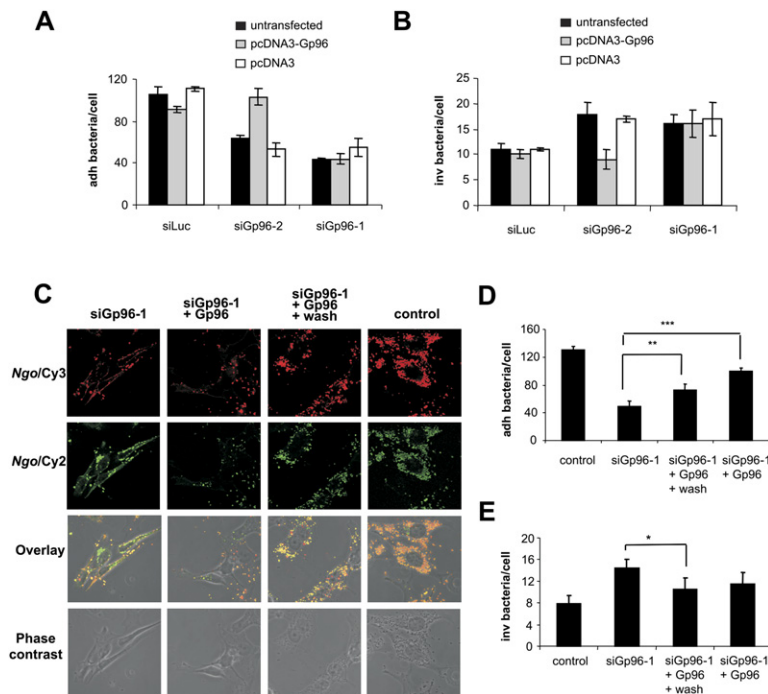 A
untransfected
pcDNA3-Gp96
pcDNA3
adh bacteria/cell
120
80
40
0
siLuc
siGp96-2
siGp96-1
B
untransfected
pcDNA3-Gp96
pcDNA3
inv bacteria/cell
25
20
15
10
5
0
siLuc
siGp96-2
siGp96-1
C
siGp96-1
siGp96-1
+ Gp96
siGp96-1
+ Gp96
+ wash
control
Ngo/Cy3
Ngo/Cy2
Overlay
Phase
contrast
D
adh bacteria/cell
160
120
80
40
0
**
***
control
siGp96-1
siGp96-1
+ Gp96
+ wash
siGp96-1
+ Gp96
E
inv bacteria/cell
20
16
12
8
4
0
*
control
siGp96-1
siGp96-1
+ Gp96
+ wash
siGp96-1
+ Gp96